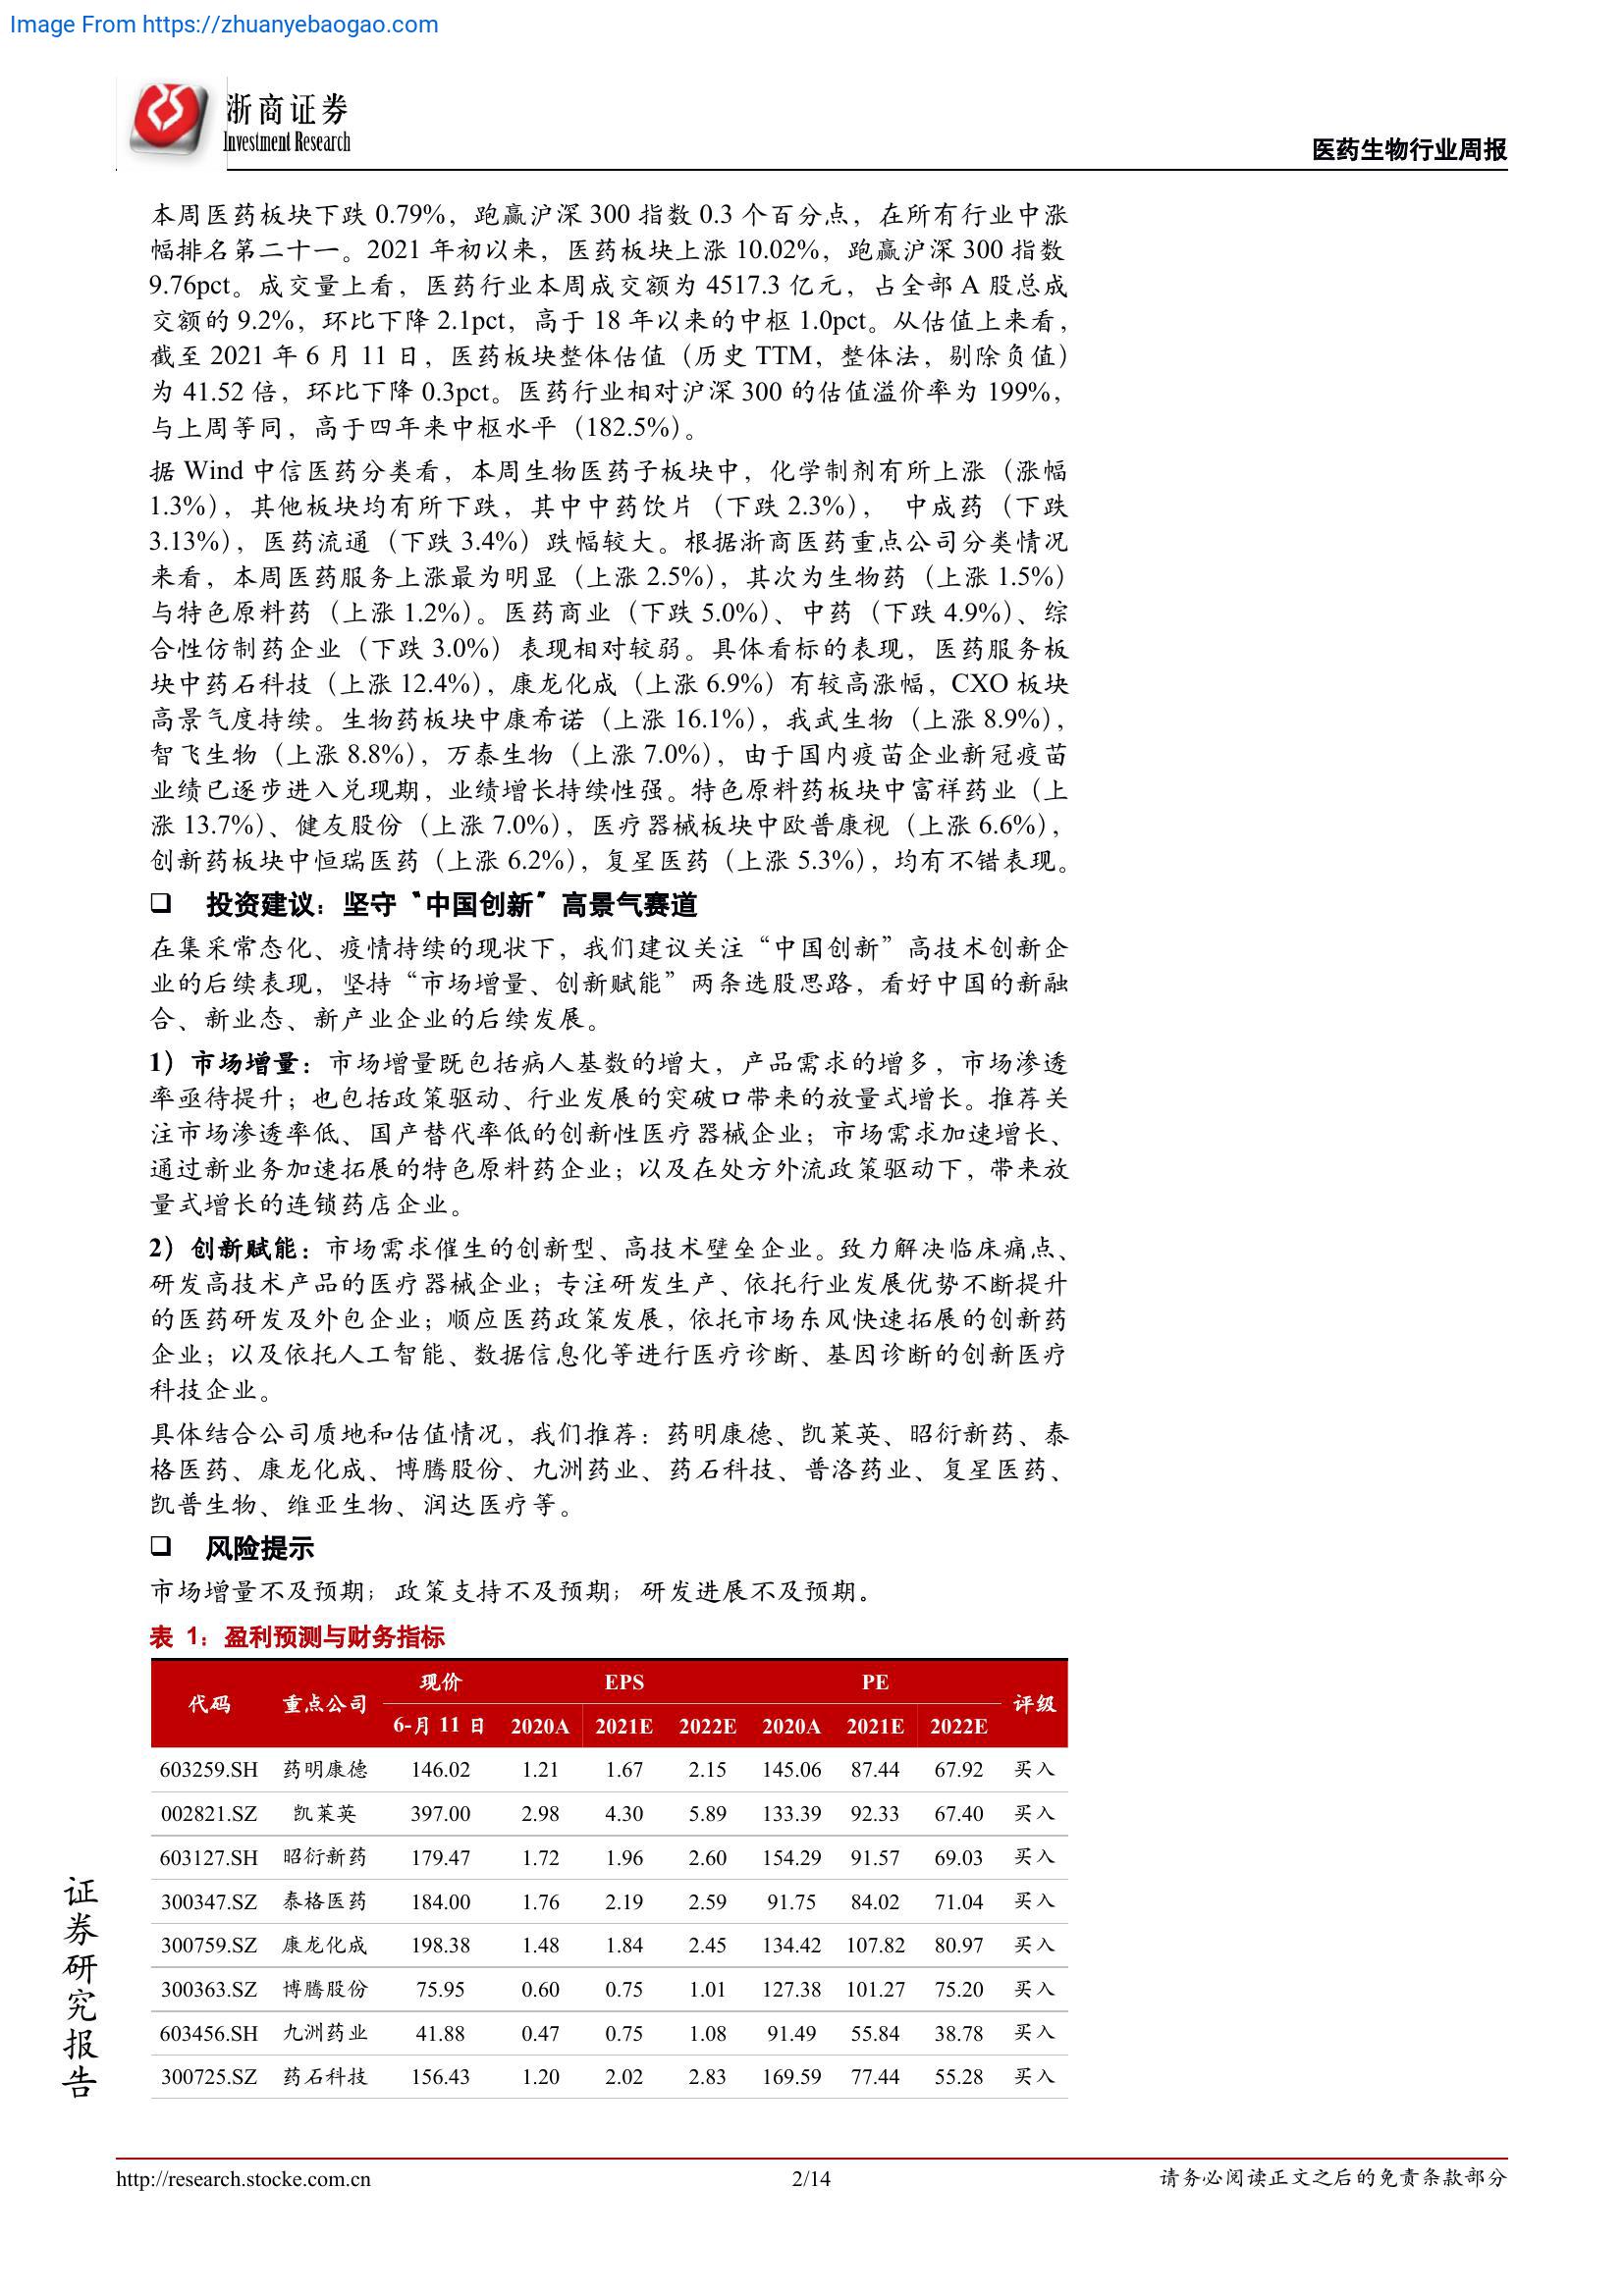 Image From https://zhuanyebaogao.com
浙商证券
Investment Research
医药生物行业周报
本周医药板块下跌 0.79%，跑赢沪深 300 指数 0.3 个百分点，在所有行业中涨
幅排名第二十一。2021 年初以来，医药板块上涨 10.02%，跑赢沪深 300 指数
9.76pct。成交量上看，医药行业本周成交额为 4517.3 亿元，占全部 A 股总成
交额的 9.2%，环比下降 2.1pct，高于 18 年以来的中枢 1.0pct。从估值上来看，
截至 2021 年 6 月 11 日，医药板块整体估值（历史 TTM，整体法，剔除负值）
为 41.52 倍，环比下降 0.3pct。医药行业相对沪深 300 的估值溢价率为 199%，
与上周等同，高于四年来中枢水平（182.5%）。
据 Wind 中信医药分类看，本周生物医药子板块中，化学制剂有所上涨（涨幅
1.3%），其他板块均有所下跌，其中中药饮片（下跌 2.3%）， 中成药（下跌
3.13%），医药流通（下跌 3.4%）跌幅较大。根据浙商医药重点公司分类情况
来看，本周医药服务上涨最为明显（上涨 2.5%），其次为生物药（上涨 1.5%）
与特色原料药（上涨 1.2%）。医药商业（下跌 5.0%）、中药（下跌 4.9%）、综
合性仿制药企业（下跌 3.0%）表现相对较弱。具体看标的表现，医药服务板
块中药石科技（上涨 12.4%），康龙化成（上涨 6.9%）有较高涨幅，CXO 板块
高景气度持续。生物药板块中康希诺（上涨 16.1%），我武生物（上涨 8.9%），
智飞生物（上涨 8.8%），万泰生物（上涨 7.0%），由于国内疫苗企业新冠疫苗
业绩已逐步进入兑现期，业绩增长持续性强。特色原料药板块中富祥药业（上
涨 13.7%）、健友股份（上涨 7.0%），医疗器械板块中欧普康视（上涨 6.6%），
创新药板块中恒瑞医药（上涨 6.2%），复星医药（上涨 5.3%），均有不错表现。
❑ 投资建议：坚守“中国创新”高景气赛道
在集采常态化、疫情持续的现状下，我们建议关注“中国创新”高技术创新企
业的后续表现，坚持“市场增量、创新赋能”两条选股思路，看好中国的新融
合、新业态、新产业企业的后续发展。
1）市场增量：市场增量既包括病人基数的增大，产品需求的增多，市场渗透
率亟待提升；也包括政策驱动、行业发展的突破口带来的放量式增长。推荐关
注市场渗透率低、国产替代率低的创新性医疗器械企业；市场需求加速增长、
通过新业务加速拓展的特色原料药企业；以及在处方外流政策驱动下，带来放
量式增长的连锁药店企业。
2）创新赋能：市场需求催生的创新型、高技术壁垒企业。致力解决临床痛点、
研发高技术产品的医疗器械企业；专注研发生产、依托行业发展优势不断提升
的医药研发及外包企业；顺应医药政策发展，依托市场东风快速拓展的创新药
企业；以及依托人工智能、数据信息化等进行医疗诊断、基因诊断的创新医疗
科技企业。
具体结合公司质地和估值情况，我们推荐：药明康德、凯莱英、昭衍新药、泰
格医药、康龙化成、博腾股份、九洲药业、药石科技、普洛药业、复星医药、
凯普生物、维亚生物、润达医疗等。
❑ 风险提示
市场增量不及预期；政策支持不及预期；研发进展不及预期。
表 1：盈利预测与财务指标
代码 重点公司 现价 EPS PE 评级
6-月 11 日 2020A 2021E 2022E 2020A 2021E 2022E
603259.SH 药明康德 146.02 1.21 1.67 2.15 145.06 87.44 67.92 买入
002821.SZ 凯莱英 397.00 2.98 4.30 5.89 133.39 92.33 67.40 买入
603127.SH 昭衍新药 179.47 1.72 1.96 2.60 154.29 91.57 69.03 买入
300347.SZ 泰格医药 184.00 1.76 2.19 2.59 91.75 84.02 71.04 买入
300759.SZ 康龙化成 198.38 1.48 1.84 2.45 134.42 107.82 80.97 买入
300363.SZ 博腾股份 75.95 0.60 0.75 1.01 127.38 101.27 75.20 买入
603456.SH 九洲药业 41.88 0.47 0.75 1.08 91.49 55.84 38.78 买入
300725.SZ 药石科技 156.43 1.20 2.02 2.83 169.59 77.44 55.28 买入
证券研究报告
http://research.stocke.com.cn 2/14 请务必阅读正文之后的免责条款部分